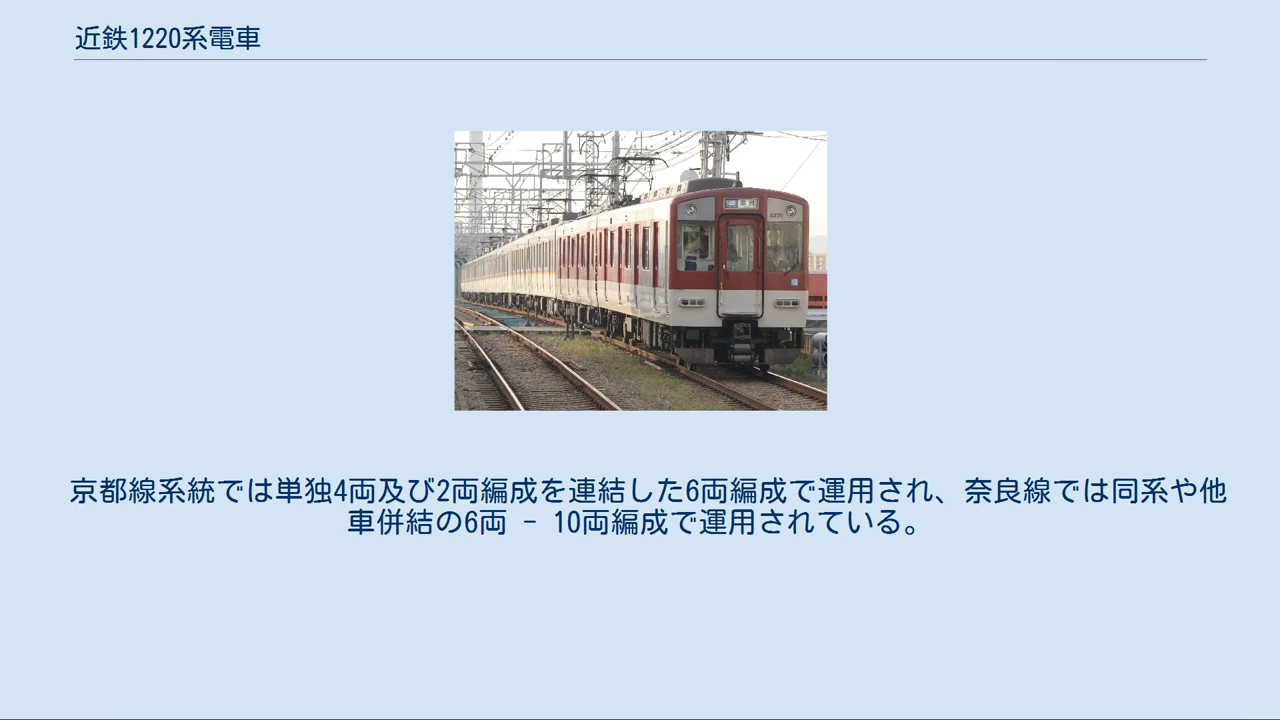 近鉄1220系電車
京都線系統では単独4両及び2両編成を連結した6両編成で運用され、奈良線では同系や他
車併結の6両 - 10両編成で運用されている。